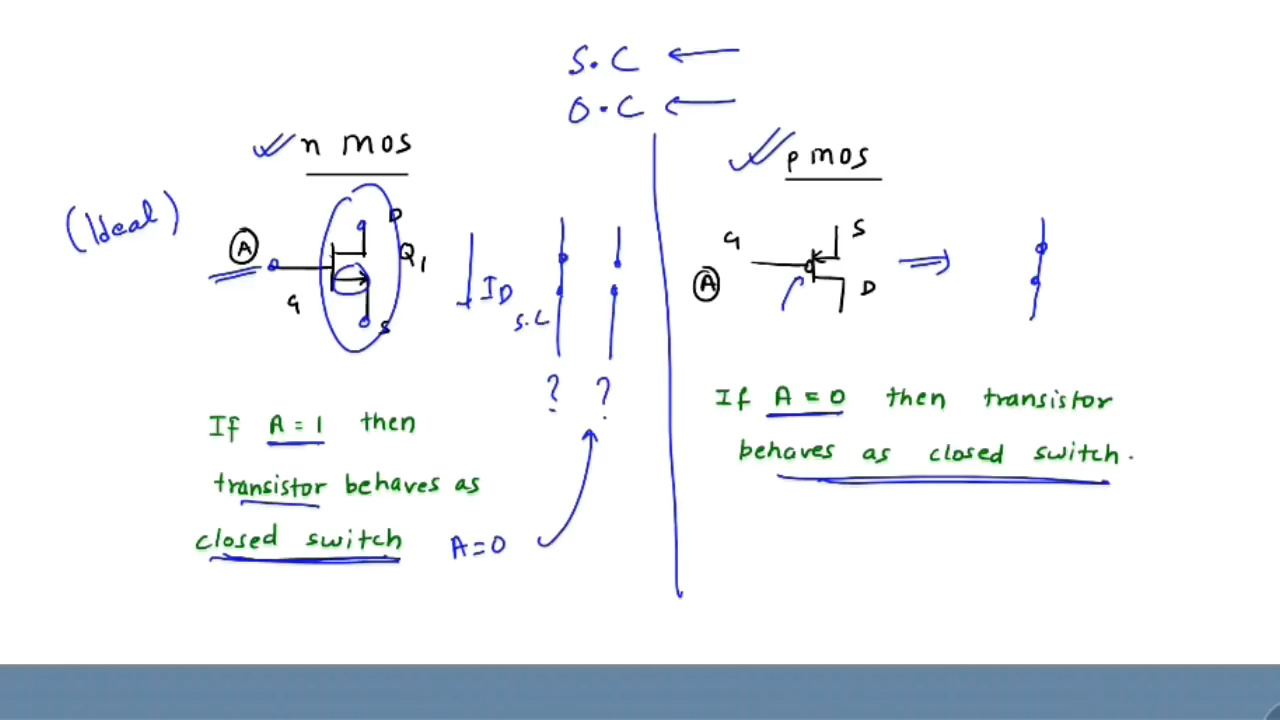 S.C ←
O.C ←
n mos
(Ideal)
A
G
D
Q1
S
ID
S.C
? ?
If A = 1 then
transistor behaves as
closed switch
A=0
p mos
G
A
S
D
If A = 0 then transistor
behaves as closed switch.